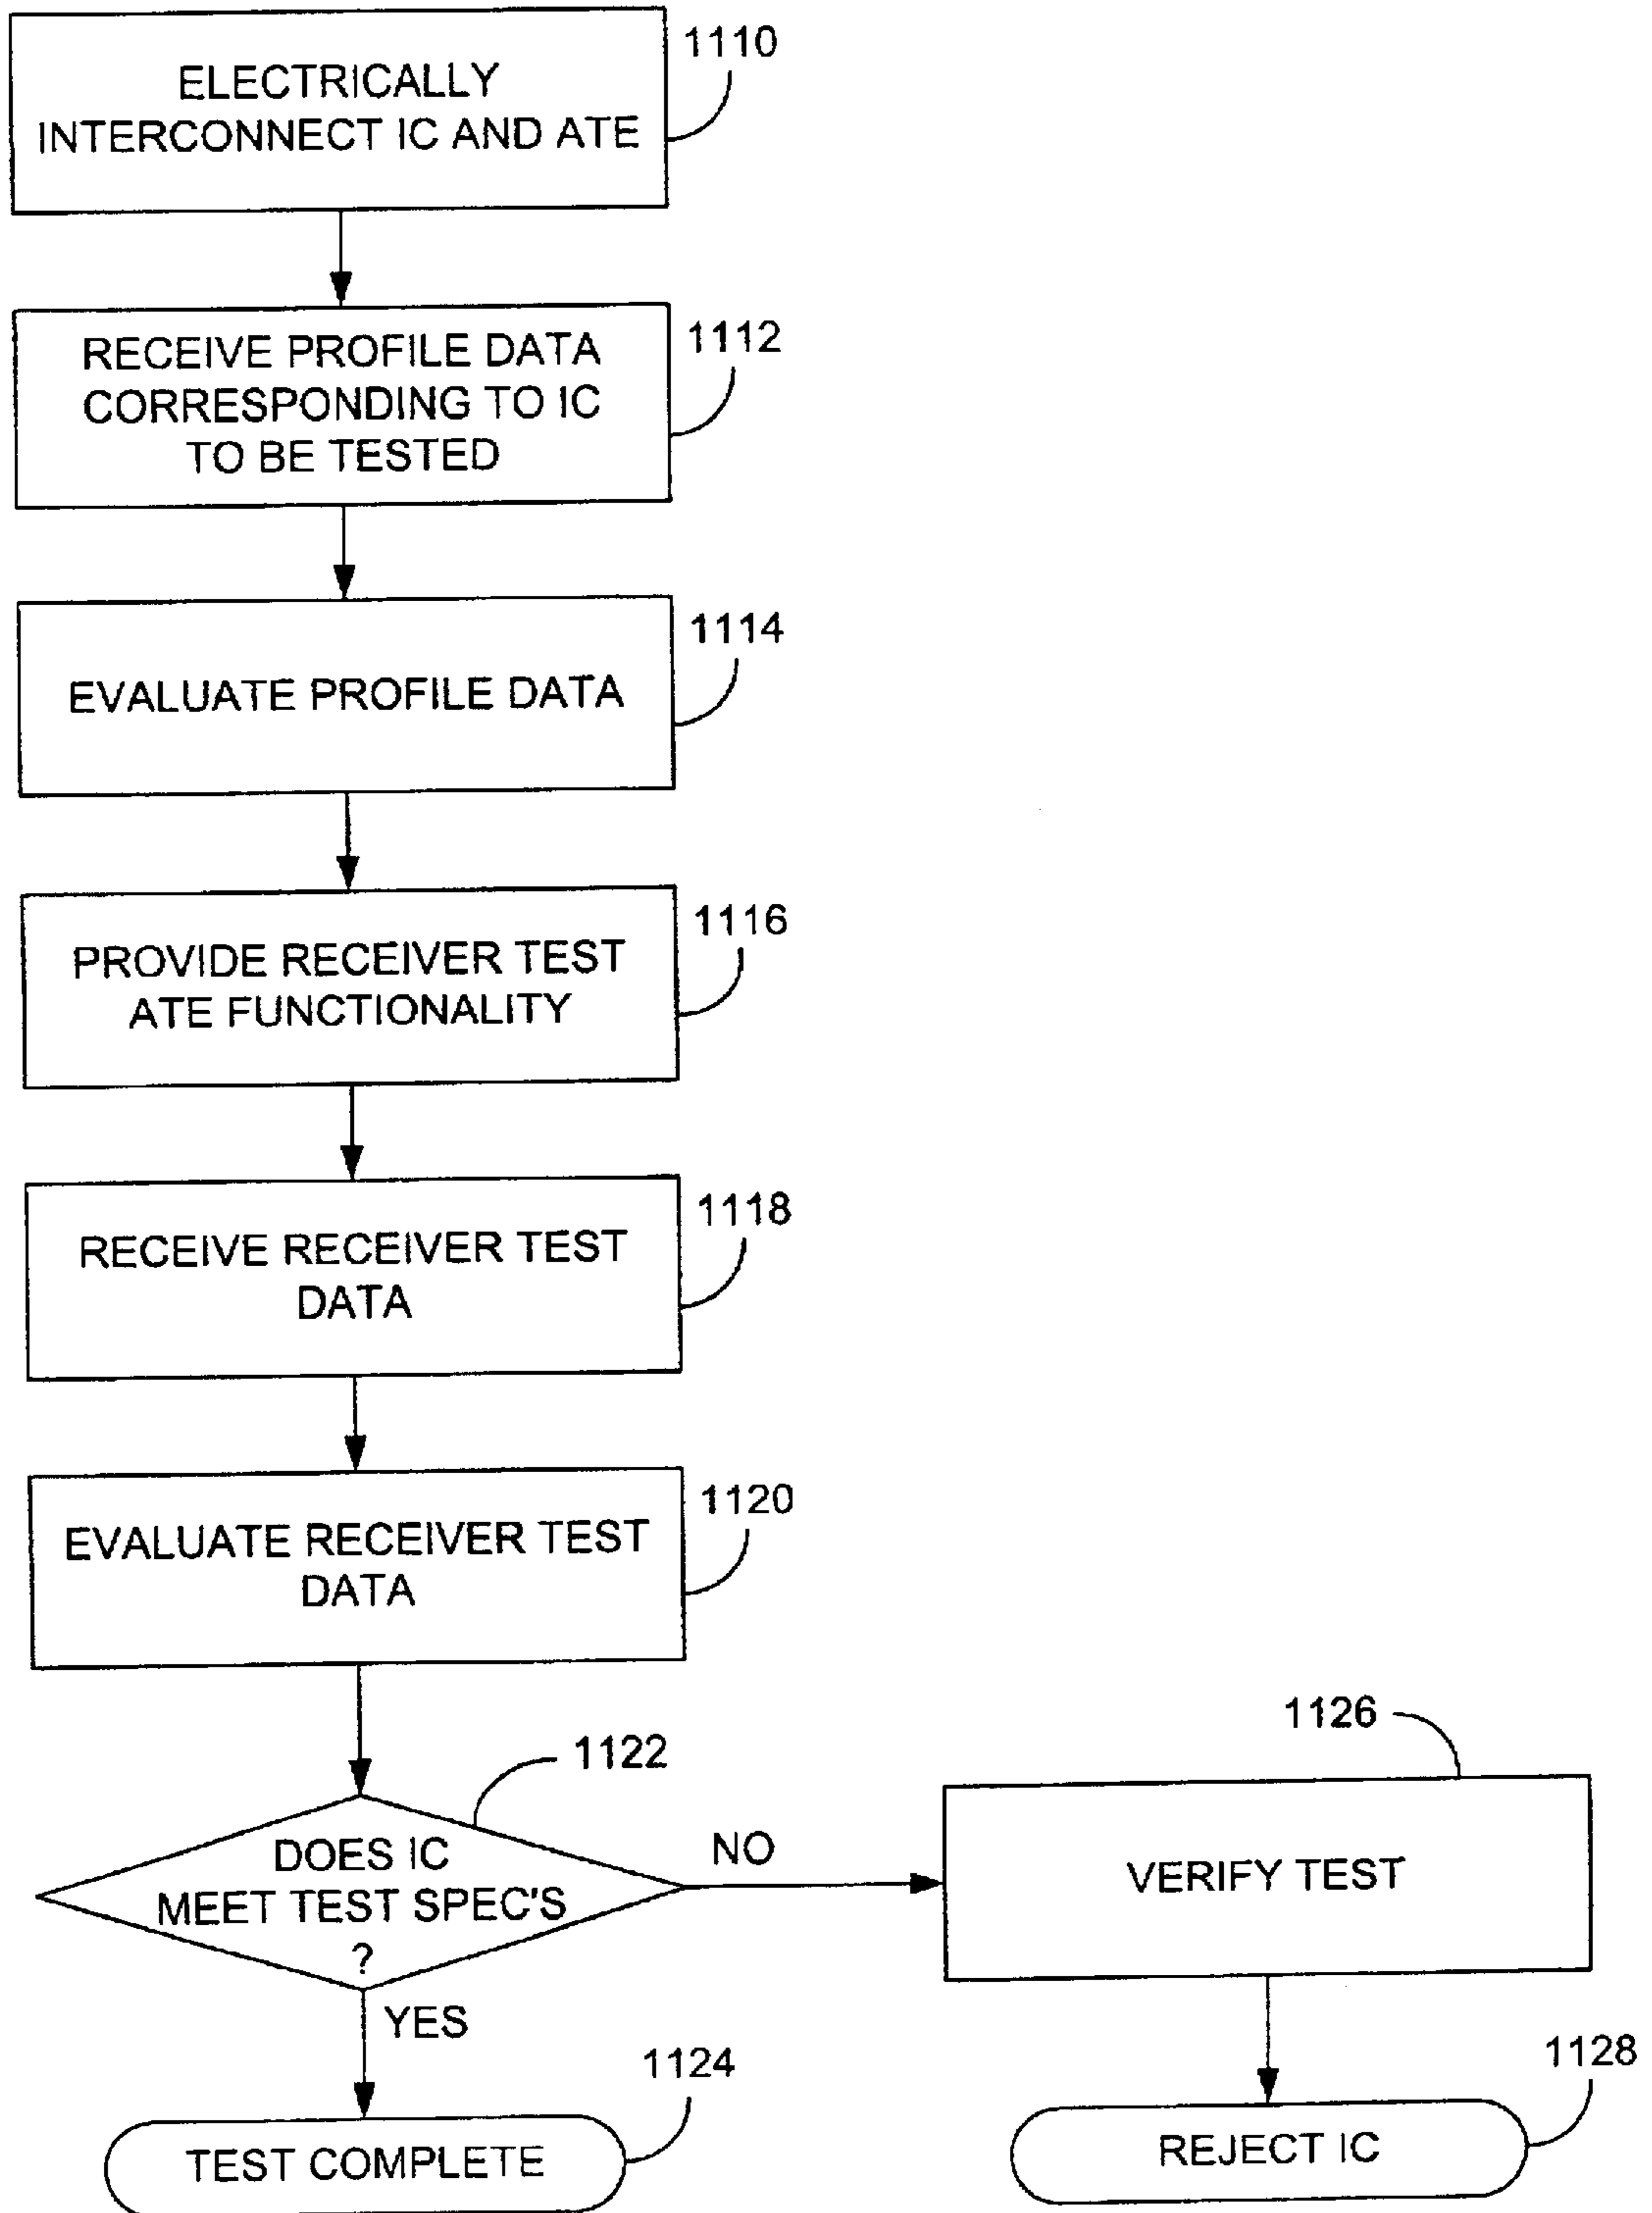 1110
ELECTRICALLY
INTERCONNECT IC AND ATE
1112
RECEIVE PROFILE DATA
CORRESPONDING TO IC
TO BE TESTED
1114
EVALUATE PROFILE DATA
1116
PROVIDE RECEIVER TEST
ATE FUNCTIONALITY
1118
RECEIVE RECEIVER TEST
DATA
1120
EVALUATE RECEIVER TEST
DATA
1122
DOES IC
MEET TEST SPEC'S
?
NO
1126
VERIFY TEST
YES
1124
TEST COMPLETE
1128
REJECT IC